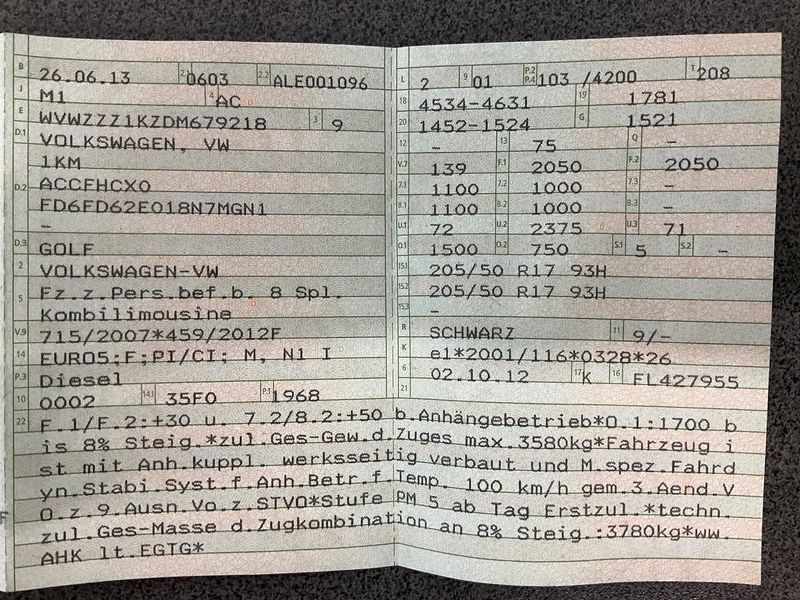 B 26.06.13 2.1 0603 2.2 ALE001096
J M1 4 AC
E WVWZZZ1KZDM679218 3 9
D.1 VOLKSWAGEN, VW
1KM
D.2 ACCFHCX0
FD6FD62E018N7MGN1
-
D.3 GOLF
2 VOLKSWAGEN-VW
5 Fz.z.Pers.bef.b. 8 Spl.
Kombilimousine
V.9 715/2007*459/2012F
14 EURO5;F;PI/CI; M, N1 I
P.3 Diesel
10 0002 14.1 35F0 P.1 1968
L 2 9 01 P.2 P.4 103 /4200 T 208
18 4534-4631 19 1781
20 1452-1524 G 1521
12 - 13 75 Q -
V.7 139 F.1 2050 F.2 2050
7.1 1100 7.2 1000 7.3 -
8.1 1100 8.2 1000 8.3 -
U.1 72 U.2 2375 U.3 71
O.1 1500 O.2 750 S.1 5 S.2 -
15.1 205/50 R17 93H
15.2 205/50 R17 93H
15.3 -
R SCHWARZ 11 9/-
K e1*2001/116*0328*26
6 02.10.12 17 K 16 FL427955
21
22 F.1/F.2:+30 u. 7.2/8.2:+50 b.Anhängebetrieb*O.1:1700 b
is 8% Steig.*zul.Ges-Gew.d.Zuges max.3580kg*Fahrzeug i
st mit Anh.kuppl. werksseitig verbaut und M.spez.Fahrd
yn.Stabi.Syst.f.Anh.Betr.f.Temp. 100 km/h gem.3.Aend.V
O.z.9.Ausn.Vo.z.STVO*Stufe PM 5 ab Tag Erstzul.*techn.
zul.Ges-Masse d.Zugkombination an 8% Steig.:3780kg*ww.
AHK lt.EGTG*